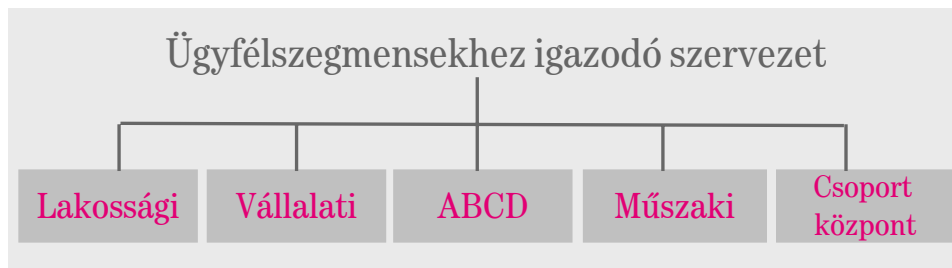 Ügyfélszegmensekhez igazodó szervezet
Lakossági
Vállalati
ABCD
Műszaki
Csoport
központ